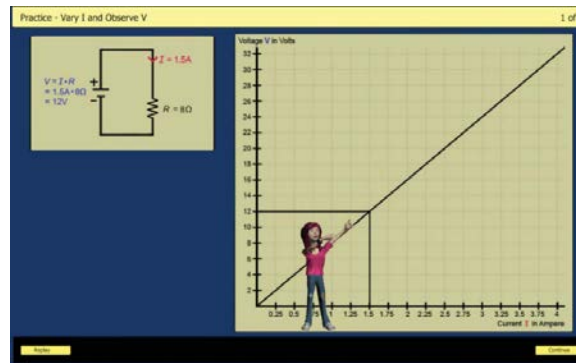 Practice - Vary I and Observe V
1 of
V = I•R
= 1.5A•8Ω
= 12V
+
-
I = 1.5A
R = 8Ω
Voltage V in Volts
32
30
28
26
24
22
20
18
16
14
12
10
8
6
4
2
0.25 0.5 0.75 1 1.25 1.5 1.75 2 2.25 2.5 2.75 3 3.25 3.5 3.75 4
Current I in Ampere
Replay
Continue